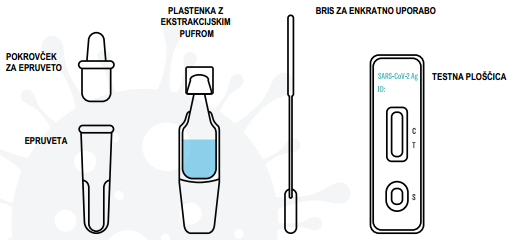 PLASTENKA Z
EKSTRAKCIJSKIM
PUFROM
BRIS ZA ENKRATNO UPORABO
POKROVČEK
ZA EPRUVETO
TESTNA PLOŠČICA
EPRUVETA
SARS-CoV-2 Ag
ID:
C
T
S